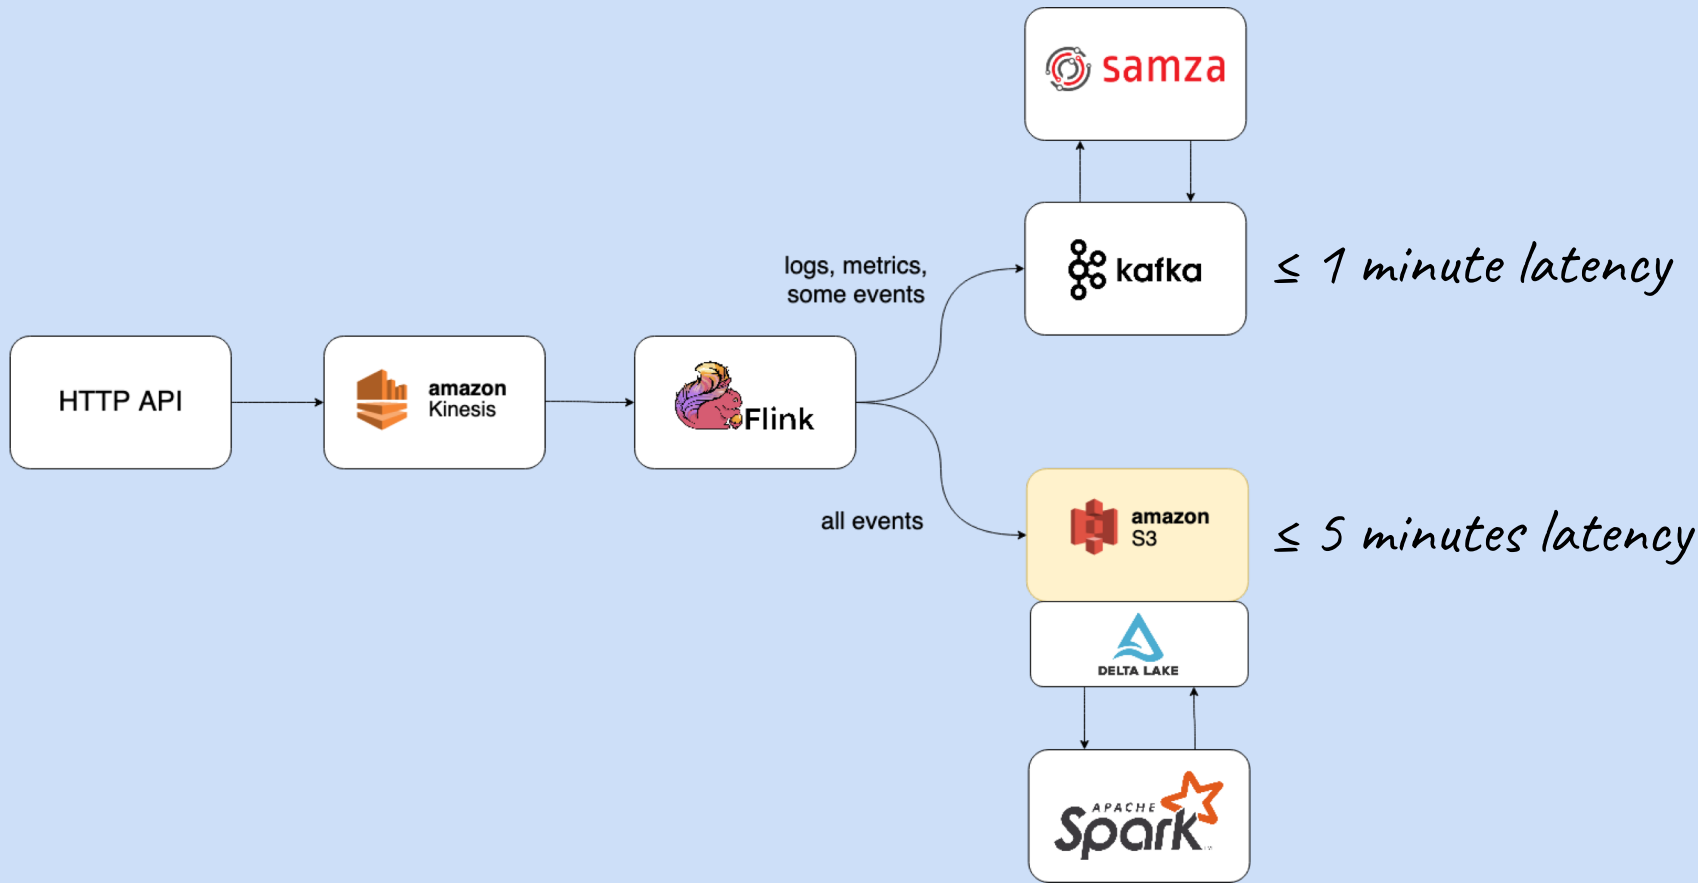 samza
logs, metrics,
some events
kafka
≤ 1 minute latency
HTTP API
amazon
Kinesis
Flink
all events
amazon
S3
≤ 5 minutes latency
DELTA LAKE
APACHE
Spark